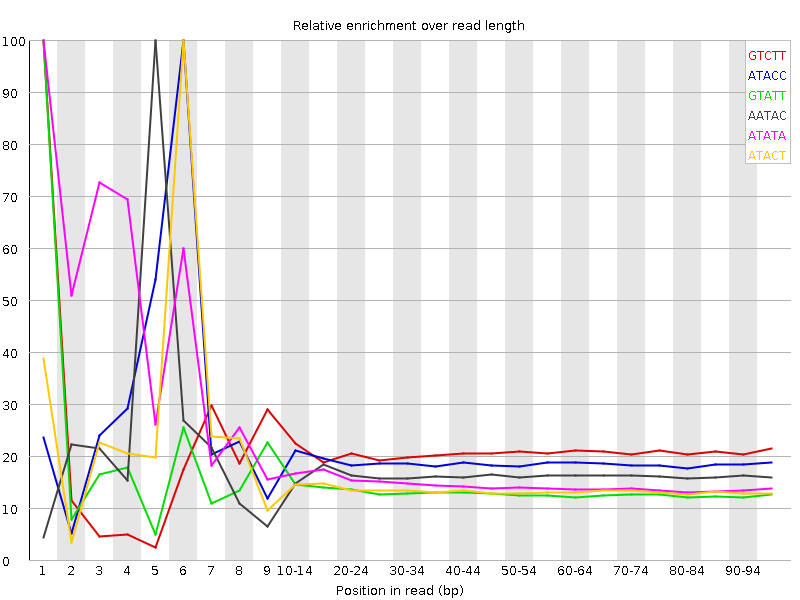 Relative enrichment over read length
100
90
80
70
60
50
40
30
20
10
0
GTCTT
ATACC
GTATT
AATAC
ATATA
ATACT
1 2 3 4 5 6 7 8 9 10-14 20-24 30-34 40-44 50-54 60-64 70-74 80-84 90-94
Position in read (bp)